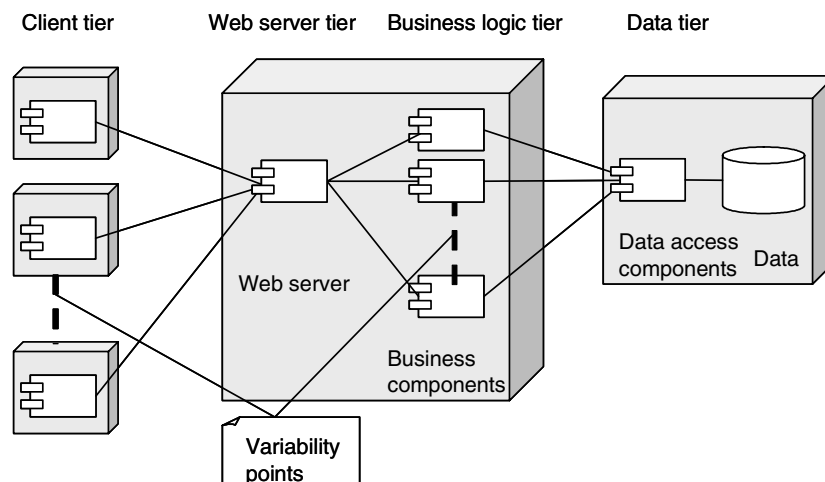 Client tier
Web server tier
Business logic tier
Data tier
Web server
Business
components
Data access
components
Data
Variability
points